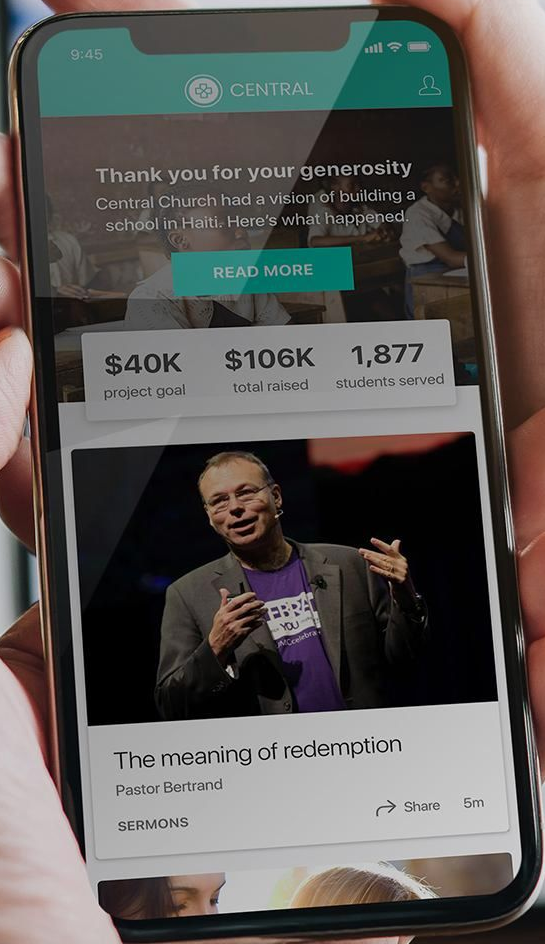 9:45
CENTRAL
Thank you for your generosity
Central Church had a vision of building a
school in Haiti. Here's what happened.
READ MORE
$40K $106K 1,877
project goal total raised students served
YOU
The meaning of redemption
Pastor Bertrand
Share 5m
SERMONS